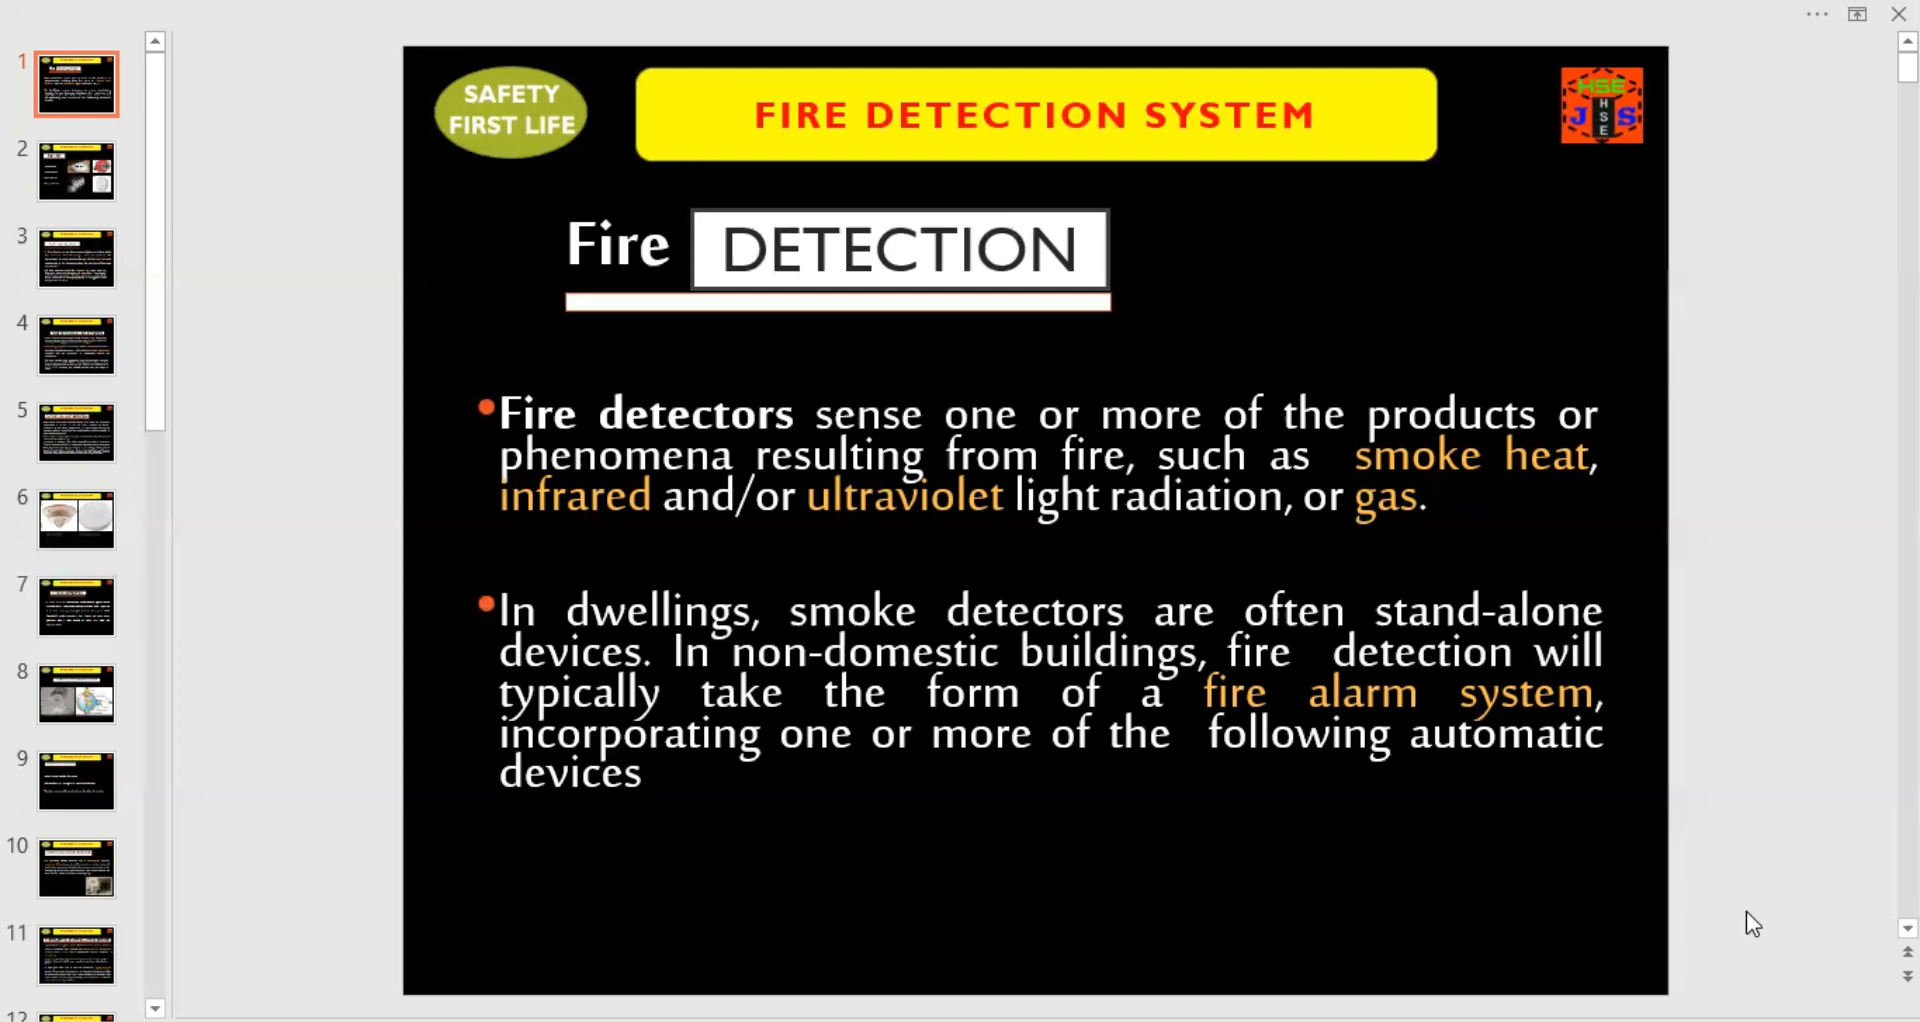 1
2
3
4
5
6
7
8
9
10
11
12
SAFETY
FIRST LIFE
FIRE DETECTION SYSTEM
HSE
J HSE S
Fire DETECTION
•Fire detectors sense one or more of the products or
phenomena resulting from fire, such as smoke heat,
infrared and/or ultraviolet light radiation, or gas.
•In dwellings, smoke detectors are often stand-alone
devices. In non-domestic buildings, fire detection will
typically take the form of a fire alarm system,
incorporating one or more of the following automatic
devices